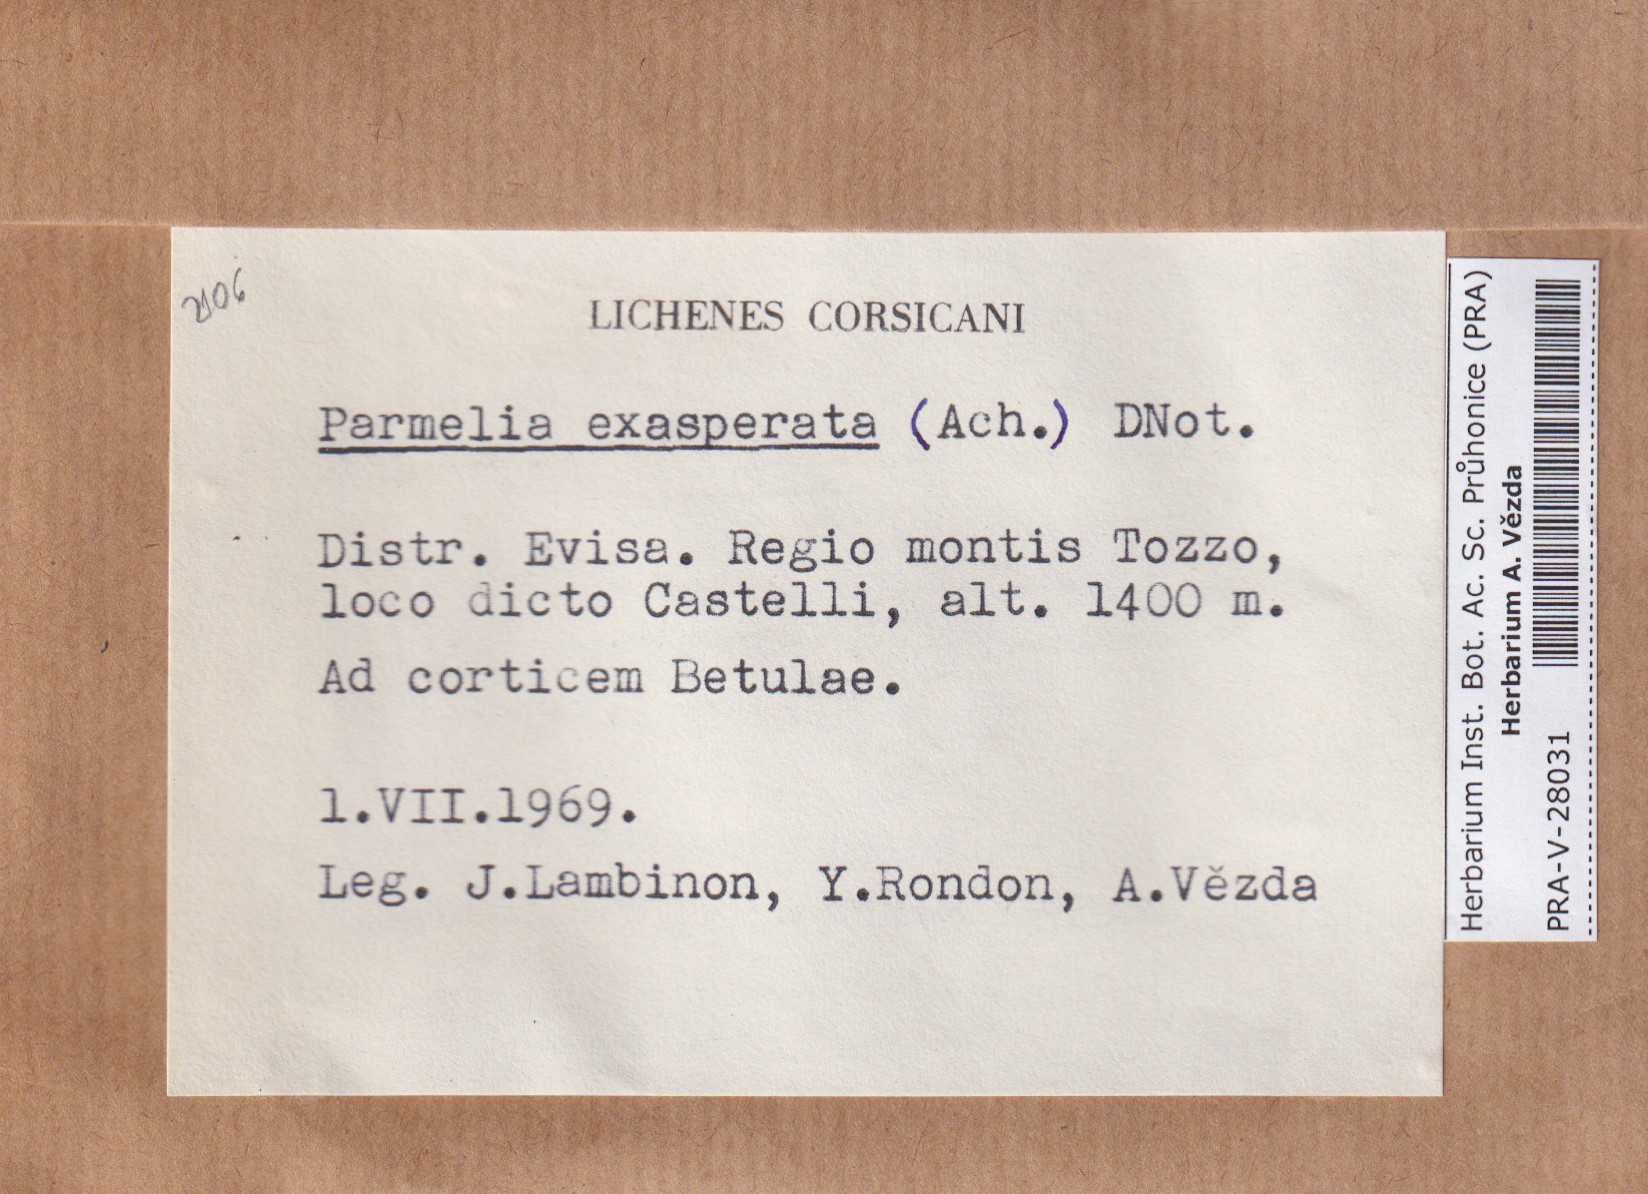 2106
LICHENES CORSICANI
Parmelia exasperata (Ach.) DNot.
Distr. Evisa. Regio montis Tozzo,
loco dicto Castelli, alt. 1400 m.
Ad corticem Betulae.
1.VII.1969.
Leg. J.Lambinon, Y.Rondon, A.Vězda
Herbarium Inst. Bot. Ac. Sc. Průhonice (PRA)
Herbarium A. Vězda
PRA-V-28031